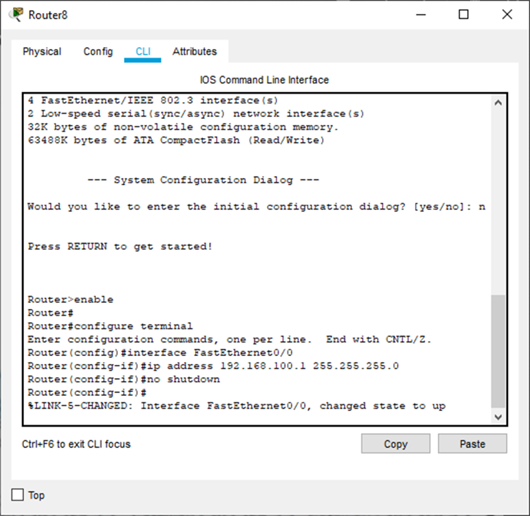 Router8
Physical Config CLI Attributes
IOS Command Line Interface
4 FastEthernet/IEEE 802.3 interface(s)
2 Low-speed serial(sync/async) network interface(s)
32K bytes of non-volatile configuration memory.
63488K bytes of ATA CompactFlash (Read/Write)
--- System Configuration Dialog ---
Would you like to enter the initial configuration dialog? [yes/no]: n
Press RETURN to get started!
Router>enable
Router#
Router#configure terminal
Enter configuration commands, one per line.  End with CNTL/Z.
Router(config)#interface FastEthernet0/0
Router(config-if)#ip address 192.168.100.1 255.255.255.0
Router(config-if)#no shutdown
Router(config-if)#
%LINK-5-CHANGED: Interface FastEthernet0/0, changed state to up
Ctrl+F6 to exit CLI focus Copy Paste
Top